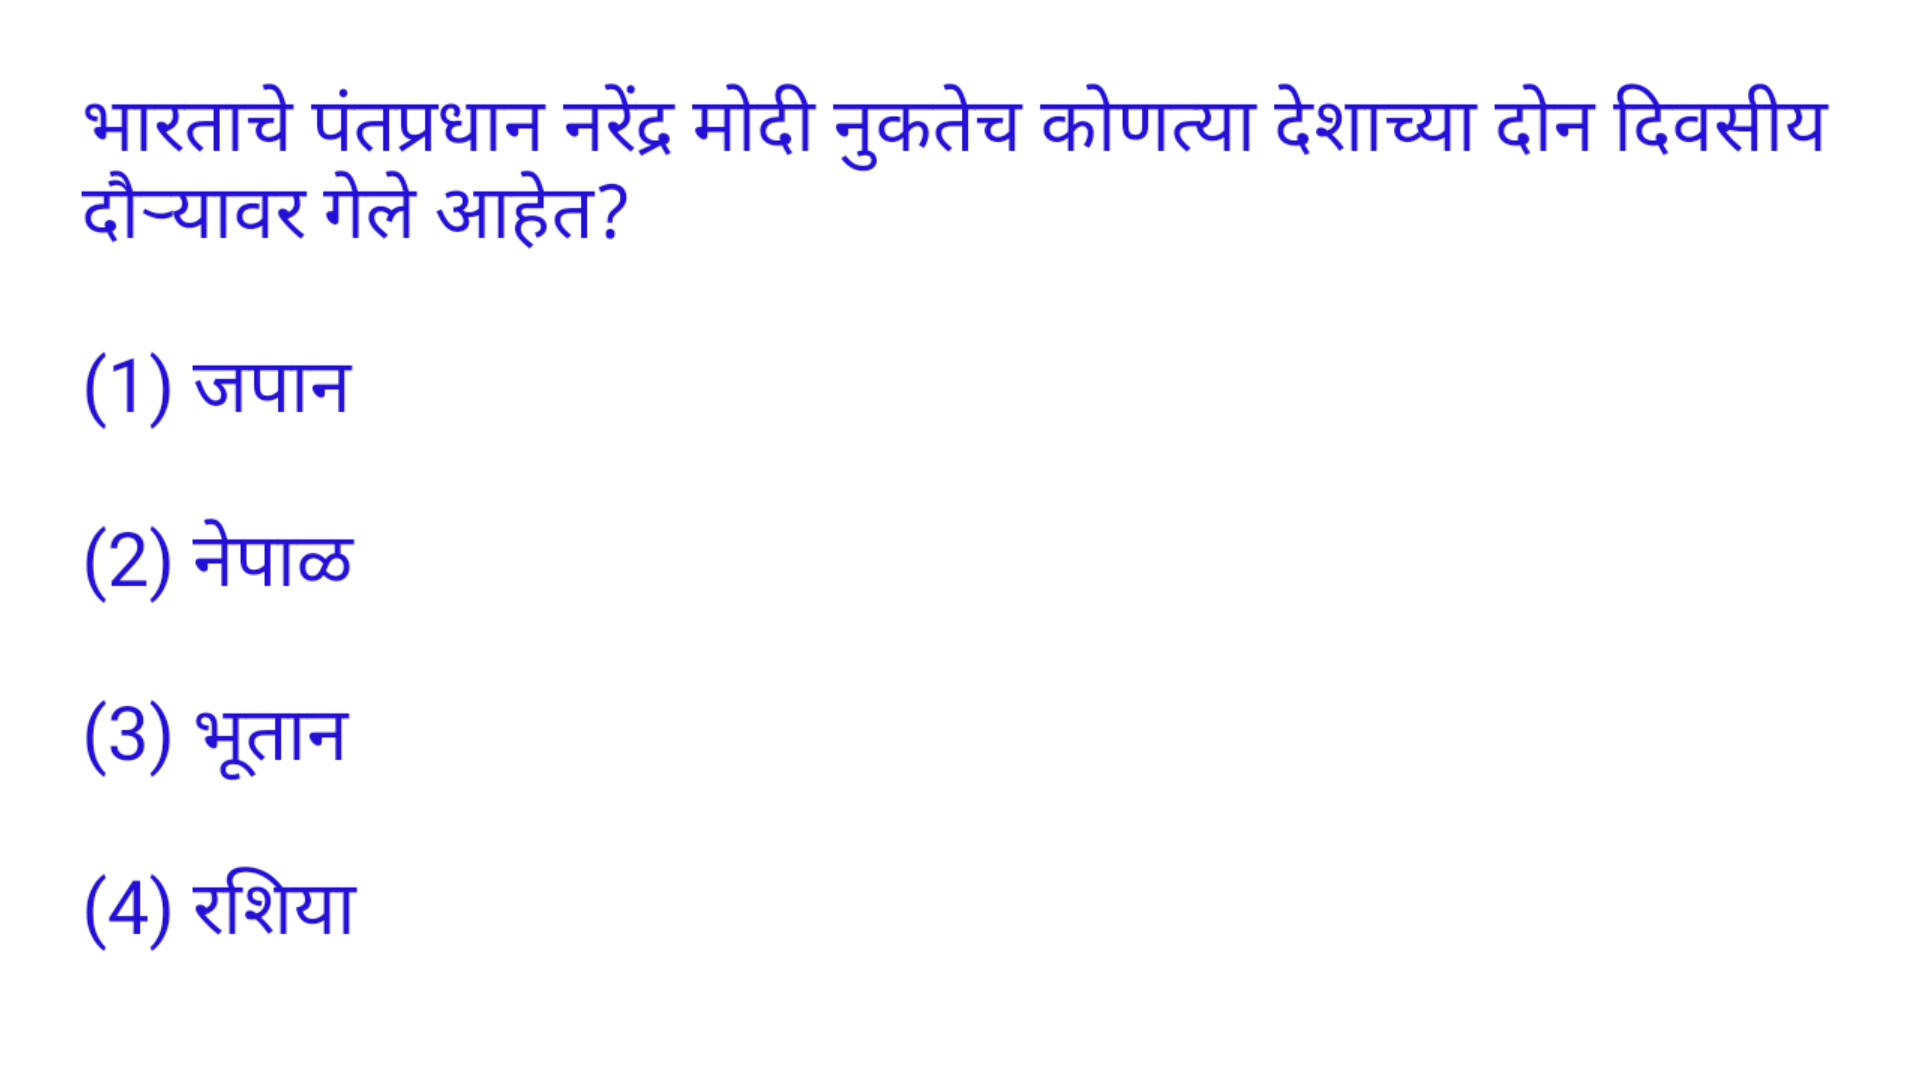 भारताचे पंतप्रधान नरेंद्र मोदी नुकतेच कोणत्या देशाच्या दोन दिवसीय
दौऱ्यावर गेले आहेत?
(1) जपान
(2) नेपाळ
(3) भूतान
(4) रशिया